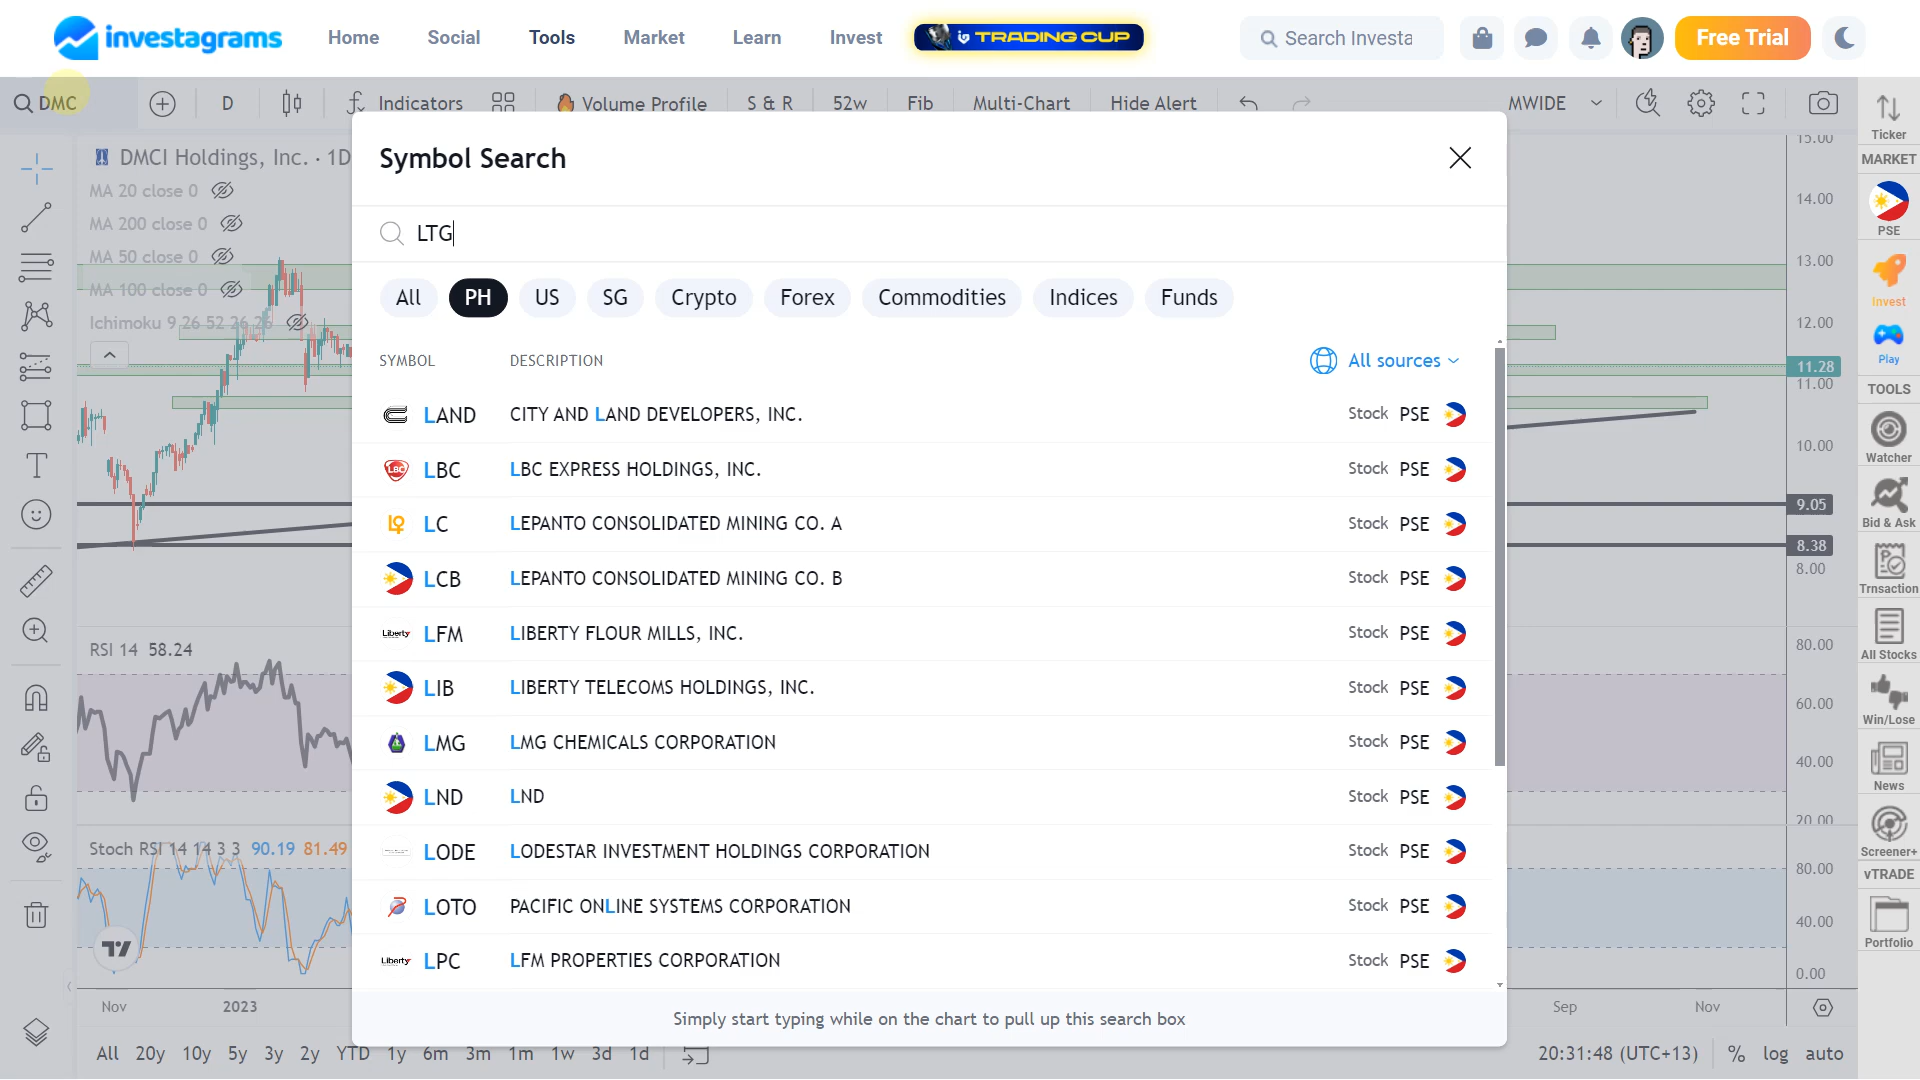 investagrams Home Social Tools Market Learn Invest TRADING CUP Search Investa Free Trial
DMC D Indicators Volume Profile S & R 52w Fib Multi-Chart Hide Alert MWIDE
DMCI Holdings, Inc. · 1D
MA 20 close 0
MA 200 close 0
MA 50 close 0
MA 100 close 0
Ichimoku 9 26 52 26 26
Symbol Search
LTG
All PH US SG Crypto Forex Commodities Indices Funds
SYMBOL DESCRIPTION All sources
LAND CITY AND LAND DEVELOPERS, INC. Stock PSE
LBC LBC EXPRESS HOLDINGS, INC. Stock PSE
LC LEPANTO CONSOLIDATED MINING CO. A Stock PSE
LCB LEPANTO CONSOLIDATED MINING CO. B Stock PSE
Liberty LFM LIBERTY FLOUR MILLS, INC. Stock PSE
LIB LIBERTY TELECOMS HOLDINGS, INC. Stock PSE
LMG LMG CHEMICALS CORPORATION Stock PSE
LND LND Stock PSE
LODE LODESTAR INVESTMENT HOLDINGS CORPORATION Stock PSE
LOTO PACIFIC ONLINE SYSTEMS CORPORATION Stock PSE
Liberty LPC LFM PROPERTIES CORPORATION Stock PSE
Simply start typing while on the chart to pull up this search box
RSI 14 58.24
Stoch RSI 14 14 3 3 90.19 81.49
Nov 2023 Sep Nov
All 20y 10y 5y 3y 2y YTD 1y 6m 3m 1m 1w 3d 1d 20:31:48 (UTC+13) % log auto
15.00
14.00
13.00
12.00
11.28
11.00
10.00
9.05
8.38
8.00
80.00
60.00
40.00
20.00
80.00
40.00
0.00
Ticker
MARKET
PSE
Invest
Play
TOOLS
Watcher
Bid & Ask
Trnsaction
All Stocks
Win/Lose
News
Screener+
vTRADE
Portfolio